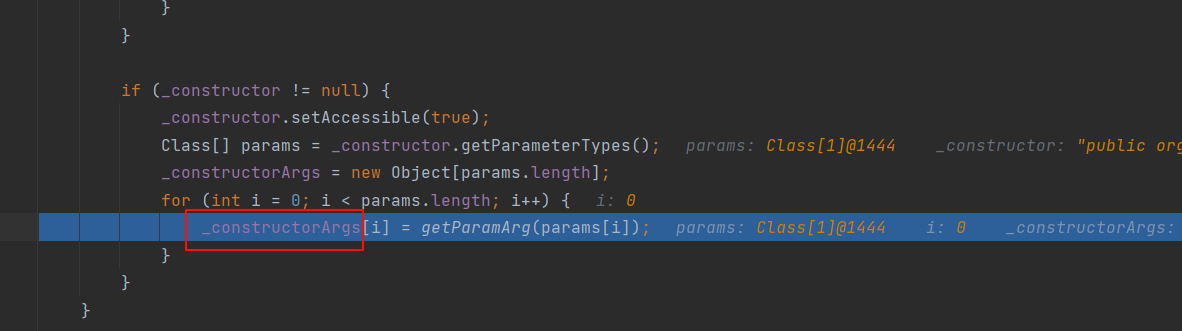 }
}
if (_constructor != null) {
_constructor.setAccessible(true);
Class[] params = _constructor.getParameterTypes(); params: Class[1]@1444 _constructor: "public org
_constructorArgs = new Object[params.length];
for (int i = 0; i < params.length; i++) { i: 0
_constructorArgs[i] = getParamArg(params[i]); params: Class[1]@1444 i: 0 _constructorArgs:
}
}
}